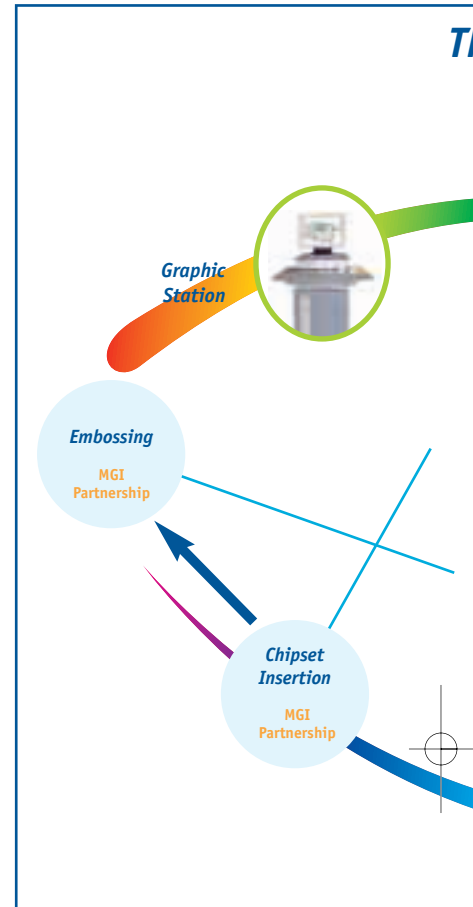 Graphic
Station
Embossing
MGI
Partnership
Chipset
Insertion
MGI
Partnership